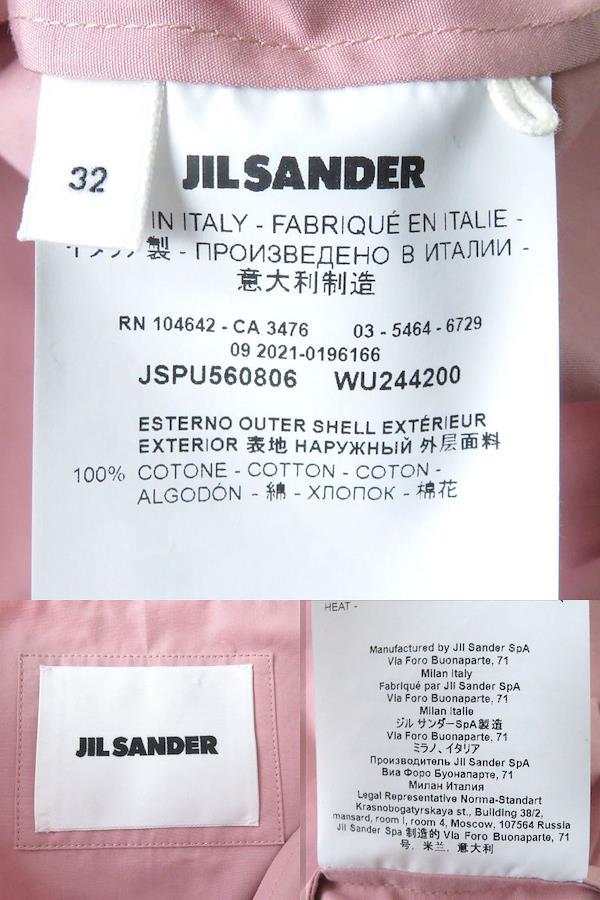 32
JIL SANDER
IN ITALY - FABRIQUÉ EN ITALIE -
イタリア製 - ПРОИЗВЕДЕНО В ИТАЛИИ -
意大利制造
RN 104642 - CA 3476 03 - 5464 - 6729
09 2021-0196166
JSPU560806 WU244200
ESTERNO OUTER SHELL EXTÉRIEUR
EXTERIOR 表地 НАРУЖНЫЙ 外层面料
100% COTONE - COTTON - COTON -
ALGODÓN - 綿 - ХЛОПОК - 棉花
JIL SANDER
HEAT -
Manufactured by Jil Sander SpA
Via Foro Buonaparte, 71
Milan Italy
Fabriqué par Jil Sander SpA
Via Foro Buonaparte, 71
Milan Italie
ジル サンダーSpA製造
Via Foro Buonaparte, 71
ミラノ、イタリア
Производитель Jil Sander SpA
Виа Форо Буонапарте, 71
Милан Италия
Legal Representative Norma-Standart
Krasnobogatyrskaya st., Building 38/2,
mansard, room I, room 4, Moscow, 107564 Russia
Jil Sander Spa 制造的 Via Foro Buonaparte, 71
号, 米兰, 意大利